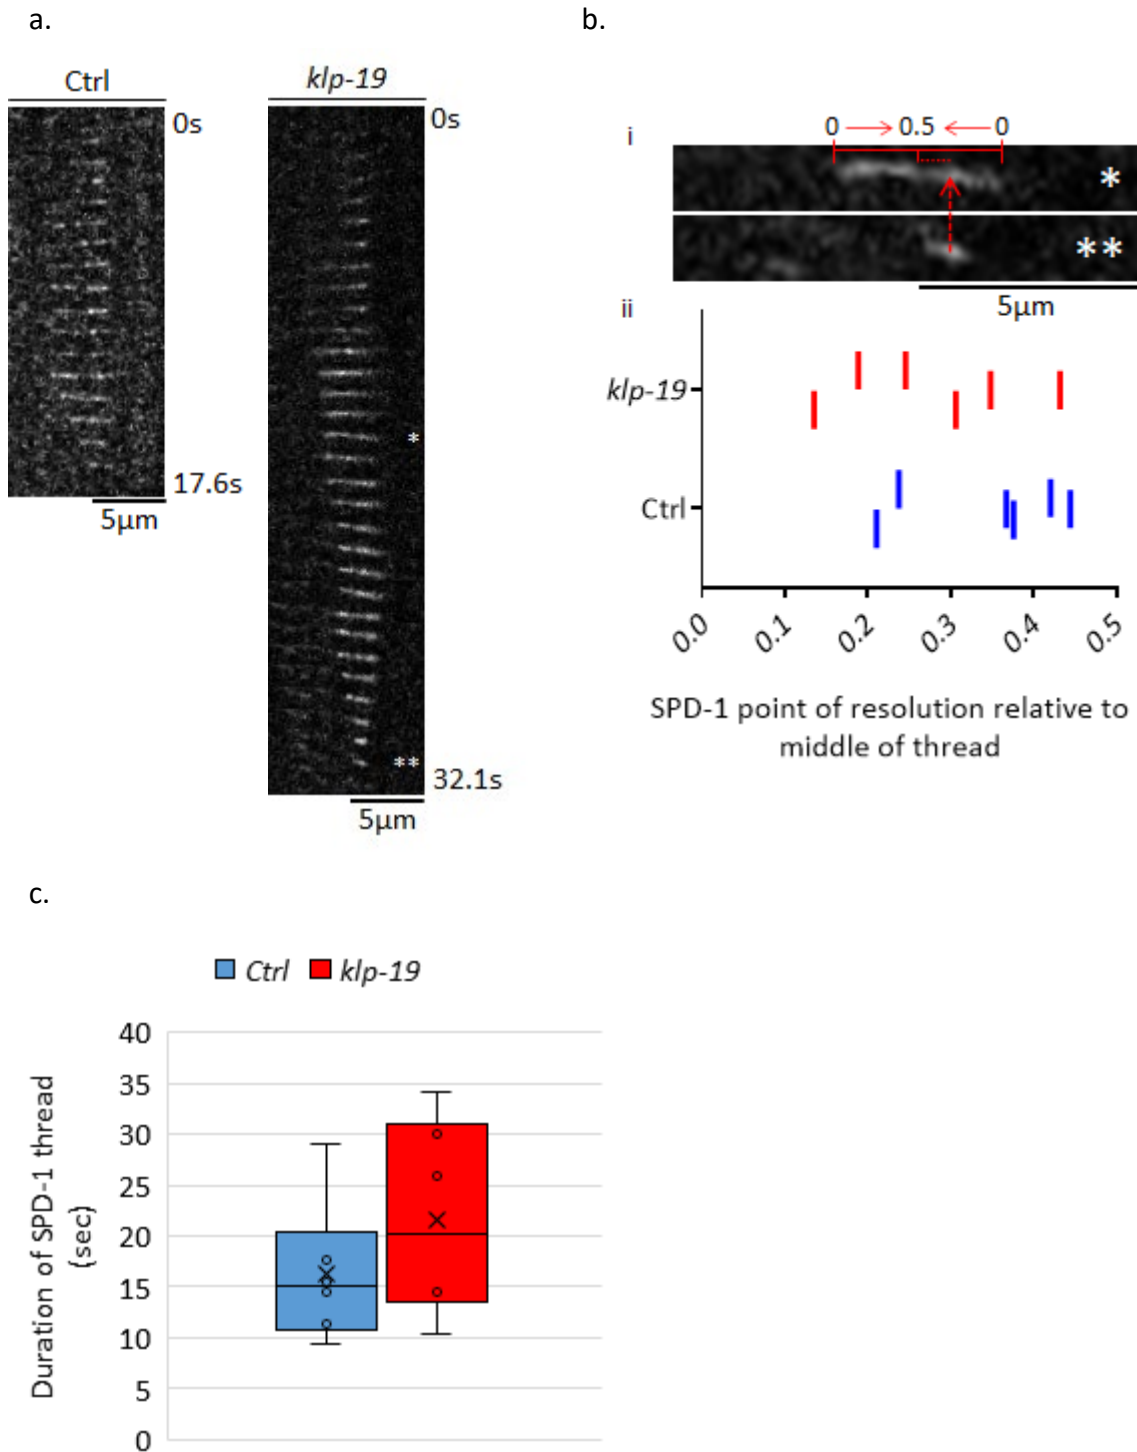 a.
Ctrl
0s
17.6s
5µm
klp-19
0s
*
**
32.1s
5µm
b.
i
0 → 0.5 ← 0
*
**
5µm
ii
klp-19
Ctrl
0.0 0.1 0.2 0.3 0.4 0.5
SPD-1 point of resolution relative to
middle of thread
c.
Ctrl klp-19
Duration of SPD-1 thread
(sec)
40
35
30
25
20
15
10
5
0